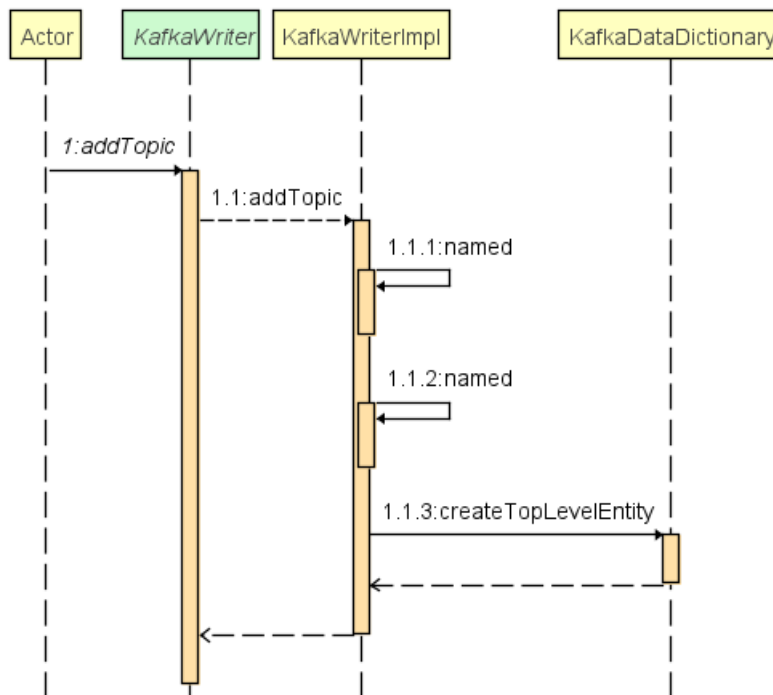 Actor
KafkaWriter
KafkaWriterImpl
KafkaDataDictionary
1:addTopic
1.1:addTopic
1.1.1:named
1.1.2:named
1.1.3:createTopLevelEntity